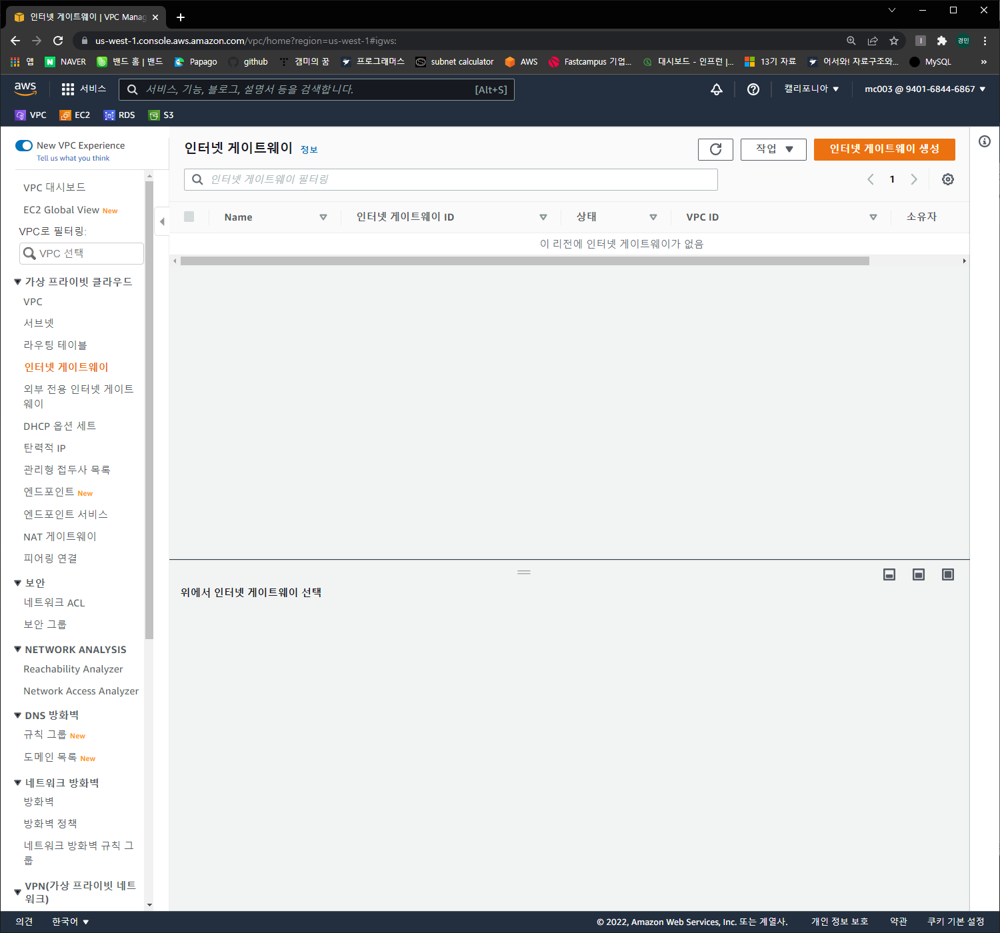 인터넷 게이트웨이 | VPC Manag
us-west-1.console.aws.amazon.com/vpc/home?region=us-west-1#igws:
경민
앱 NAVER 밴드 홈 | 밴드 Papago github 캠미의 꿈 프로그래머스 subnet calculator AWS Fastcampus 기업... 대시보드 - 인프런 |... 13기 자료 어서와! 자료구조와... MySQL »
aws 서비스 서비스, 기능, 블로그, 설명서 등을 검색합니다. [Alt+S] 캘리포니아 ▼ mc003 @ 9401-6844-6867 ▼
VPC EC2 RDS S3
New VPC Experience
Tell us what you think
VPC 대시보드
EC2 Global View New
VPC로 필터링:
VPC 선택
가상 프라이빗 클라우드
VPC
서브넷
라우팅 테이블
인터넷 게이트웨이
외부 전용 인터넷 게이트
웨이
DHCP 옵션 세트
탄력적 IP
관리형 접두사 목록
엔드포인트 New
엔드포인트 서비스
NAT 게이트웨이
피어링 연결
보안
네트워크 ACL
보안 그룹
NETWORK ANALYSIS
Reachability Analyzer
Network Access Analyzer
DNS 방화벽
규칙 그룹 New
도메인 목록 New
네트워크 방화벽
방화벽
방화벽 정책
네트워크 방화벽 규칙 그
룹
VPN(가상 프라이빗 네트
워크)
인터넷 게이트웨이 정보
작업 ▼ 인터넷 게이트웨이 생성
인터넷 게이트웨이 필터링
1
Name 인터넷 게이트웨이 ID 상태 VPC ID 소유자
이 리전에 인터넷 게이트웨이가 없음
위에서 인터넷 게이트웨이 선택
의견 한국어 ▼ © 2022, Amazon Web Services, Inc. 또는 계열사. 개인 정보 보호 약관 쿠키 기본 설정